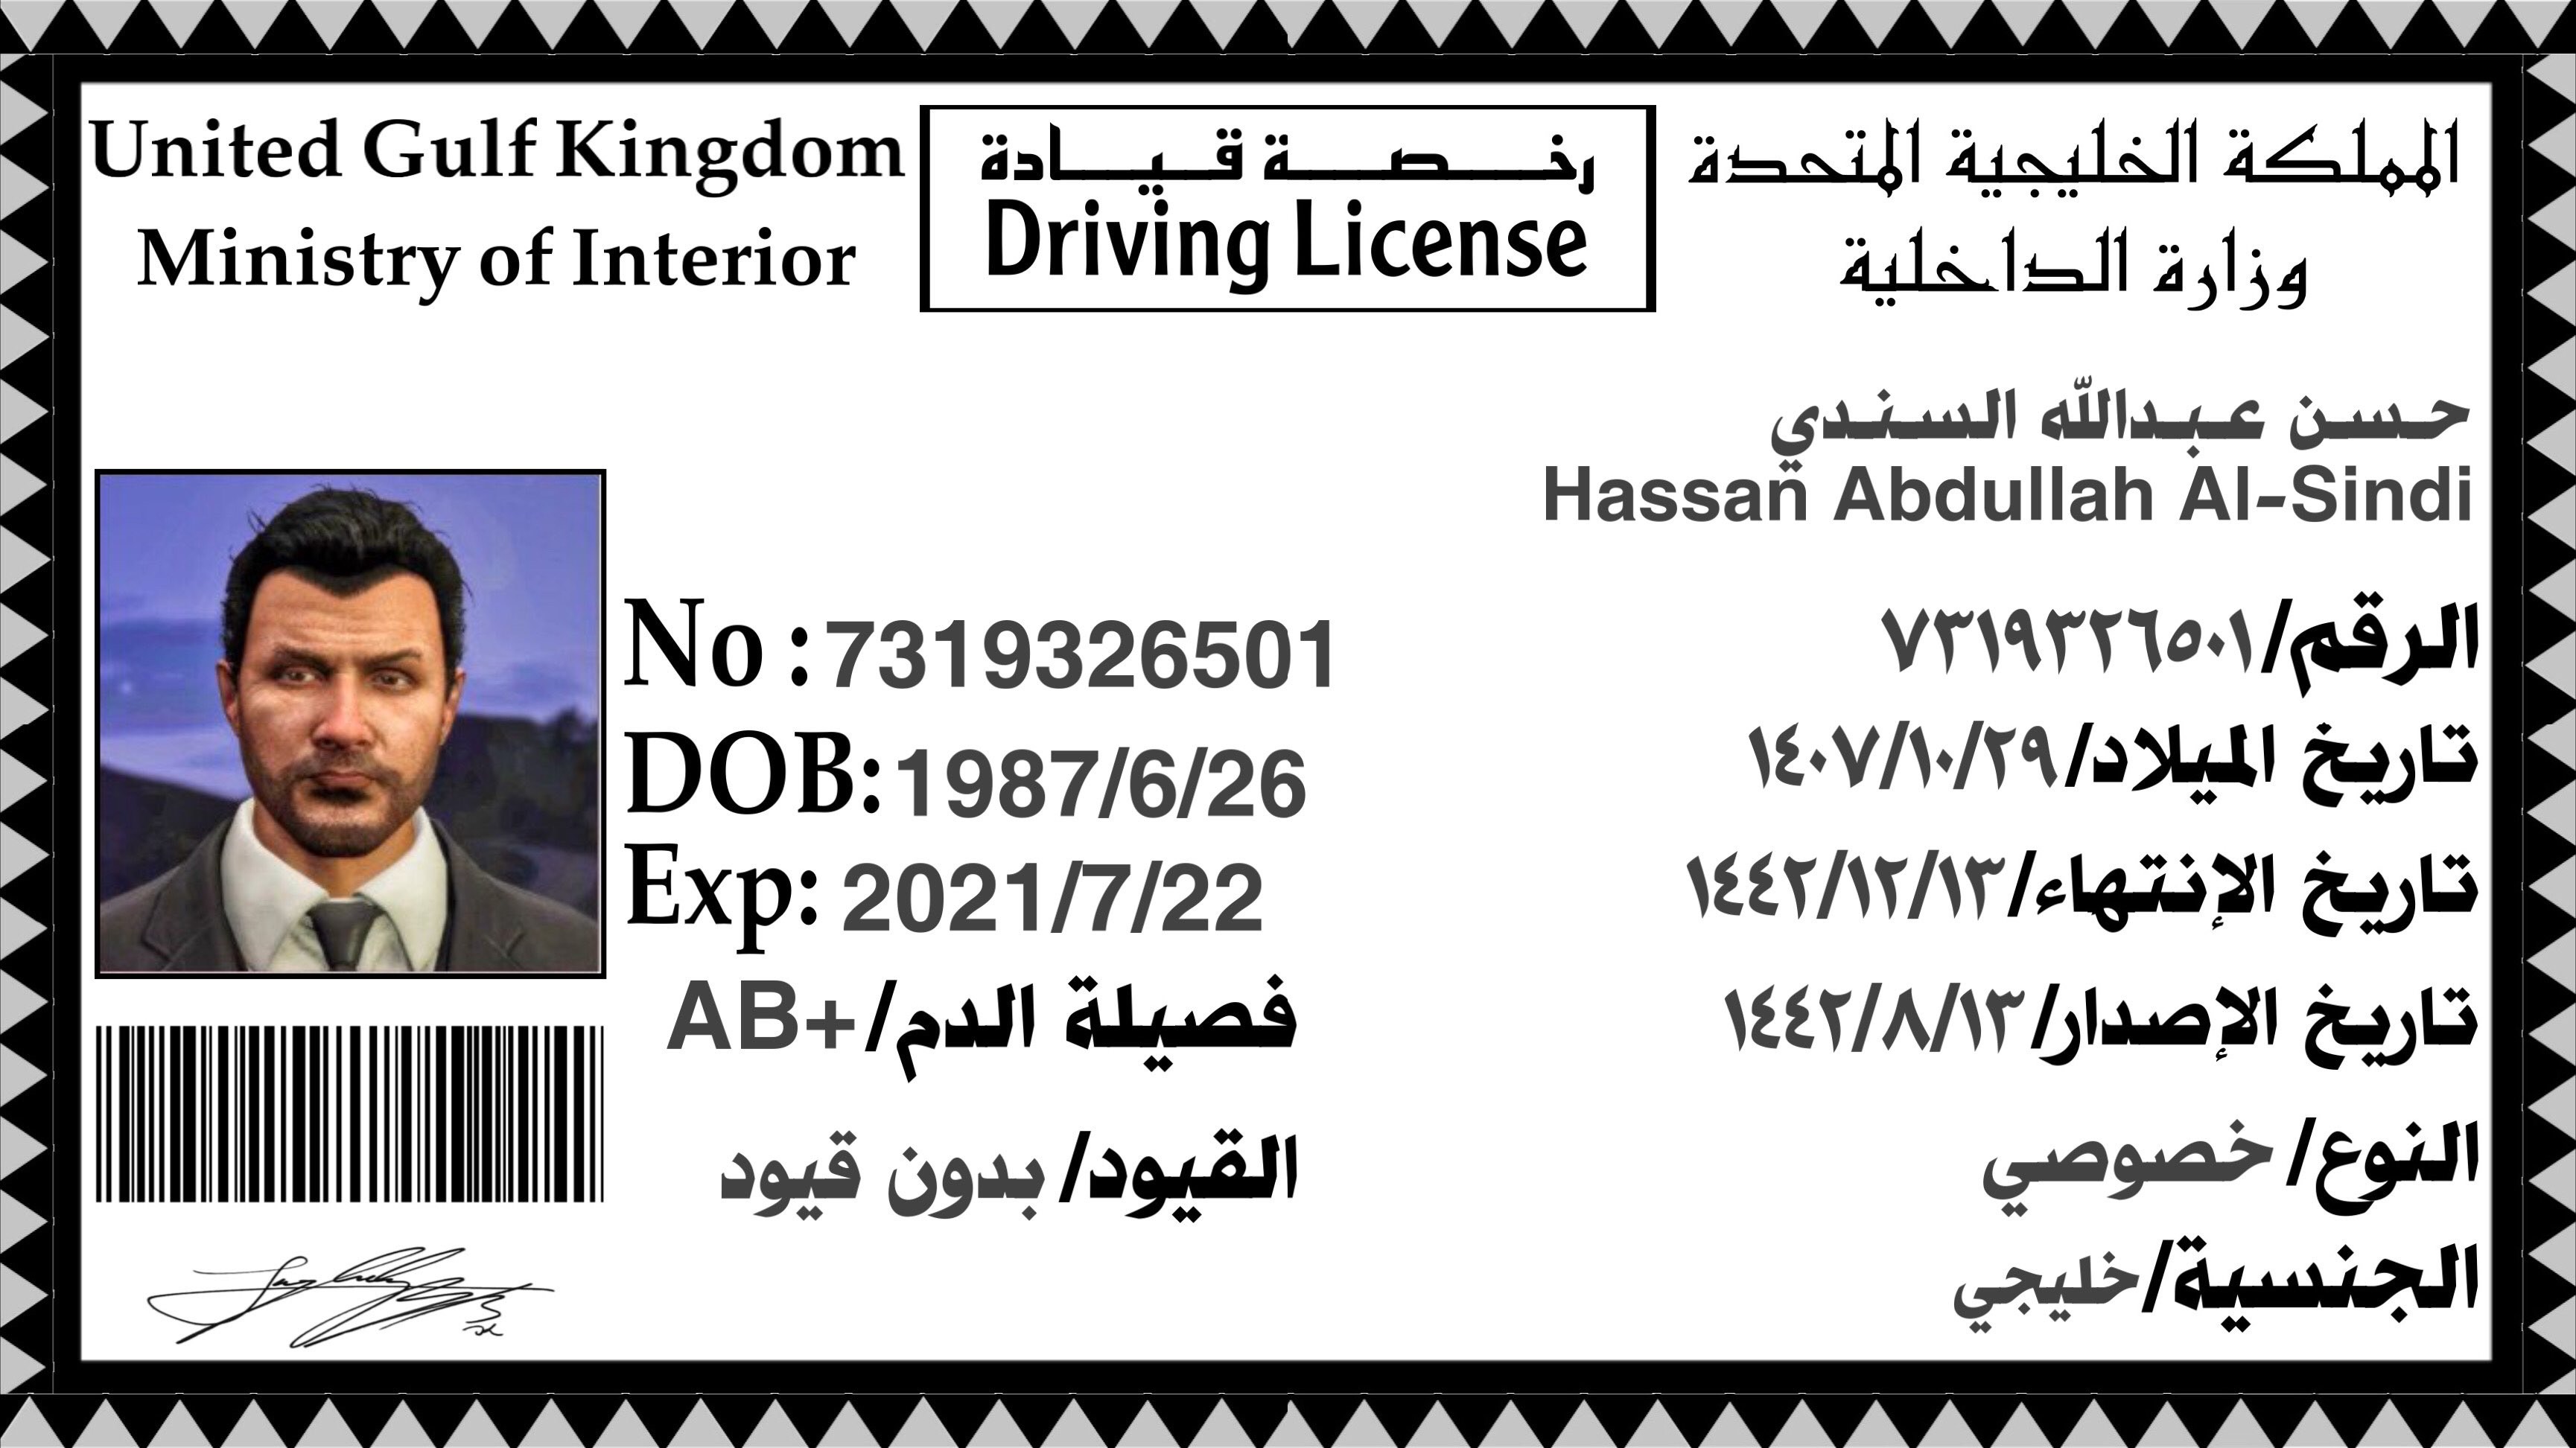 United Gulf Kingdom
Ministry of Interior
رخصة قيادة
Driving License
المملكة الخليجية المتحدة
وزارة الداخلية
حسن عبدالله السندي
Hassan Abdullah Al-Sindi
No : 7319326501
الرقم/٧٣١٩٣٢٦٥٠١
DOB: 1987/6/26
تاريخ الميلاد/١٤٠٧/١٠/٢٩
Exp: 2021/7/22
تاريخ الإنتهاء/١٤٤٢/١٢/١٣
فصيلة الدم/AB+
تاريخ الإصدار/١٤٤٢/٨/١٣
القيود/ بدون قيود
النوع/ خصوصي
الجنسية/خليجي